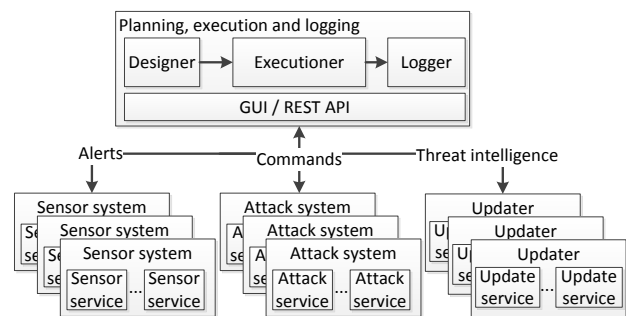 Planning, execution and logging
Designer
Executioner
Logger
GUI / REST API
Alerts
Commands
Threat intelligence
Sensor system
Sensor system
Sensor system
Sensor service
...
Sensor service
Attack system
Attack system
Attack system
Attack service
...
Attack service
Updater
Updater
Updater
Update service
...
Update service